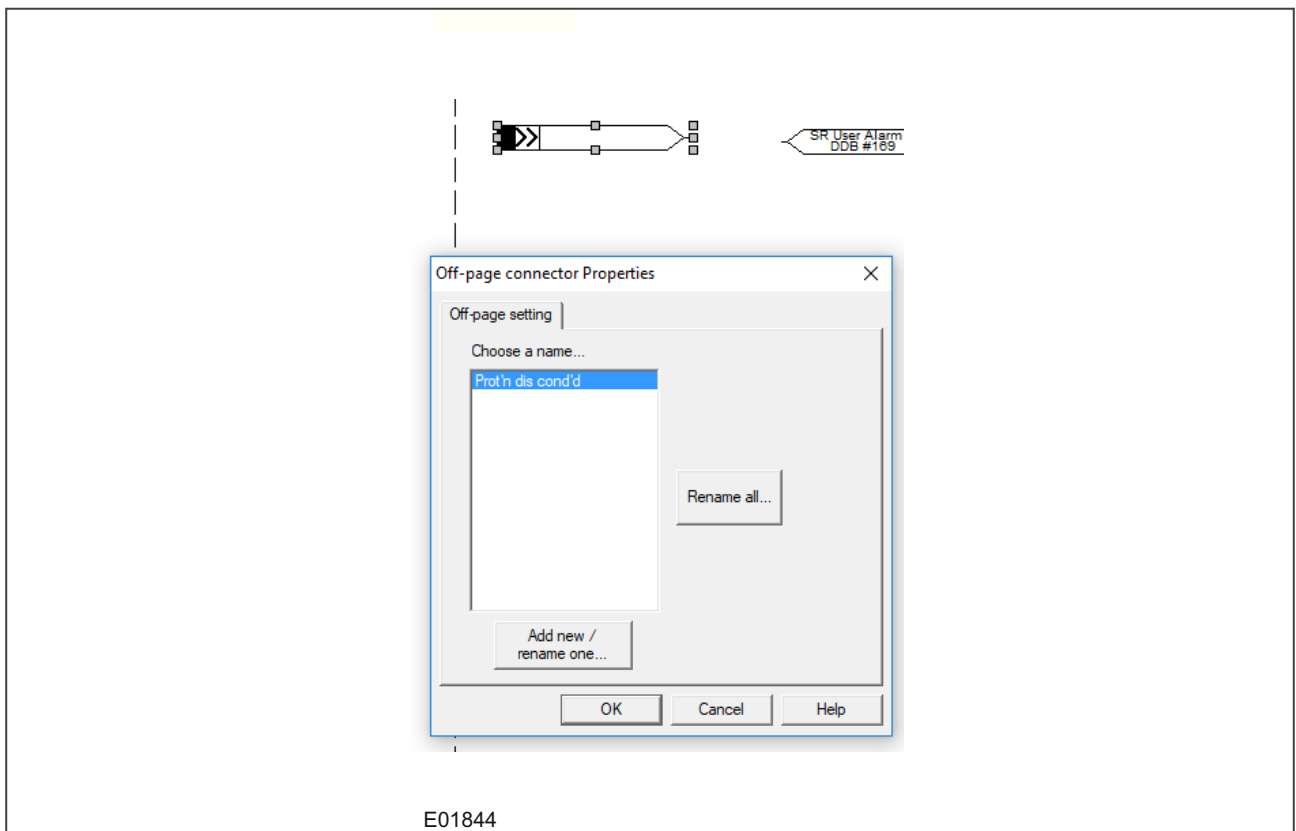 SR User Alarm
DDB #169
Off-page connector Properties
Off-page setting
Choose a name...
Prot'n dis cond'd
Rename all...
Add new /
rename one...
OK
Cancel
Help
E01844